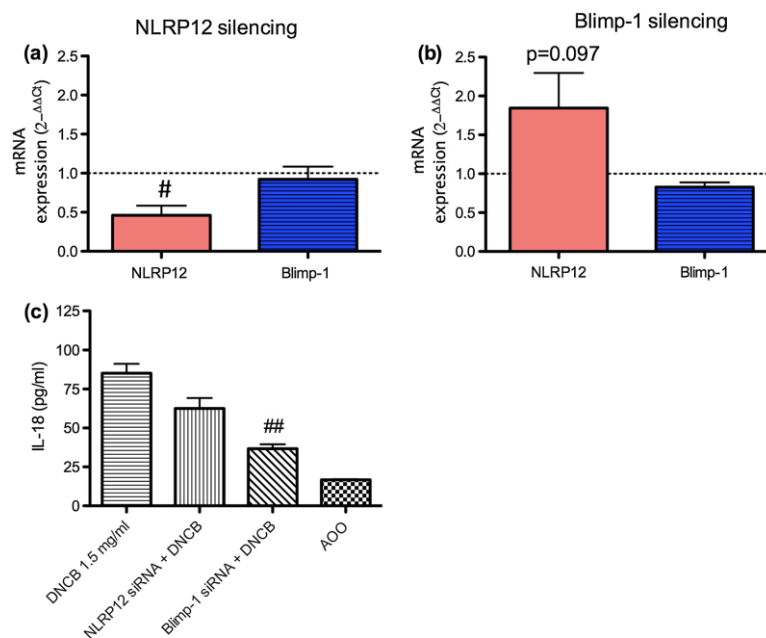 NLRP12 silencing
(a)
mRNA
expression (2–ΔΔCt)
2.5
2.0
1.5
1.0
0.5
0.0
#
NLRP12
Blimp-1
Blimp-1 silencing
(b)
p=0.097
mRNA
expression (2–ΔΔCt)
2.5
2.0
1.5
1.0
0.5
0.0
NLRP12
Blimp-1
(c)
IL-18 (pg/ml)
125
100
75
50
25
0
##
DNCB 1.5 mg/ml
NLRP12 siRNA + DNCB
Blimp-1 siRNA + DNCB
AOO